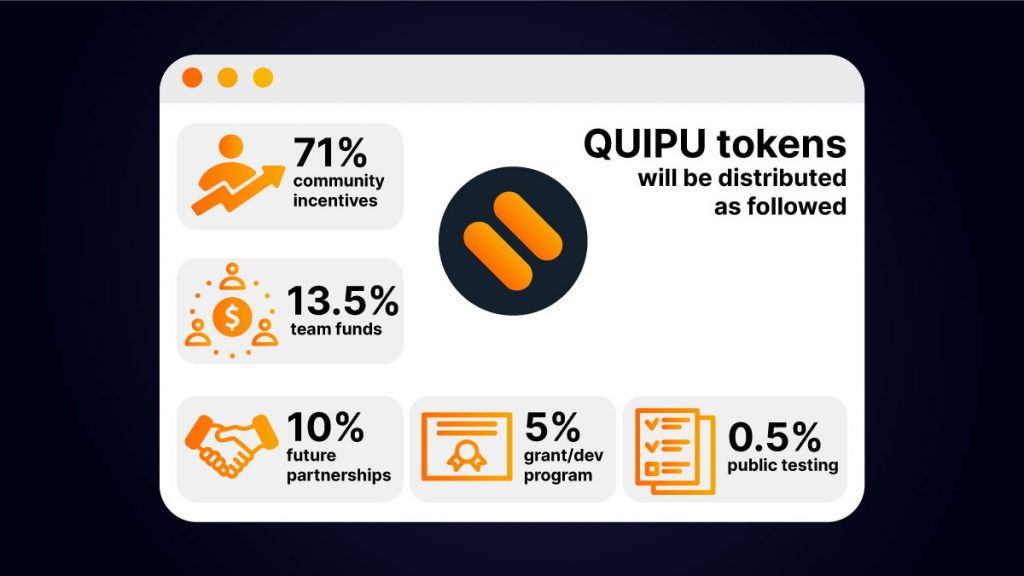 QUIPU tokens
will be distributed
as followed
71%
community
incentives
13.5%
team funds
10%
future
partnerships
5%
grant/dev
program
0.5%
public testing